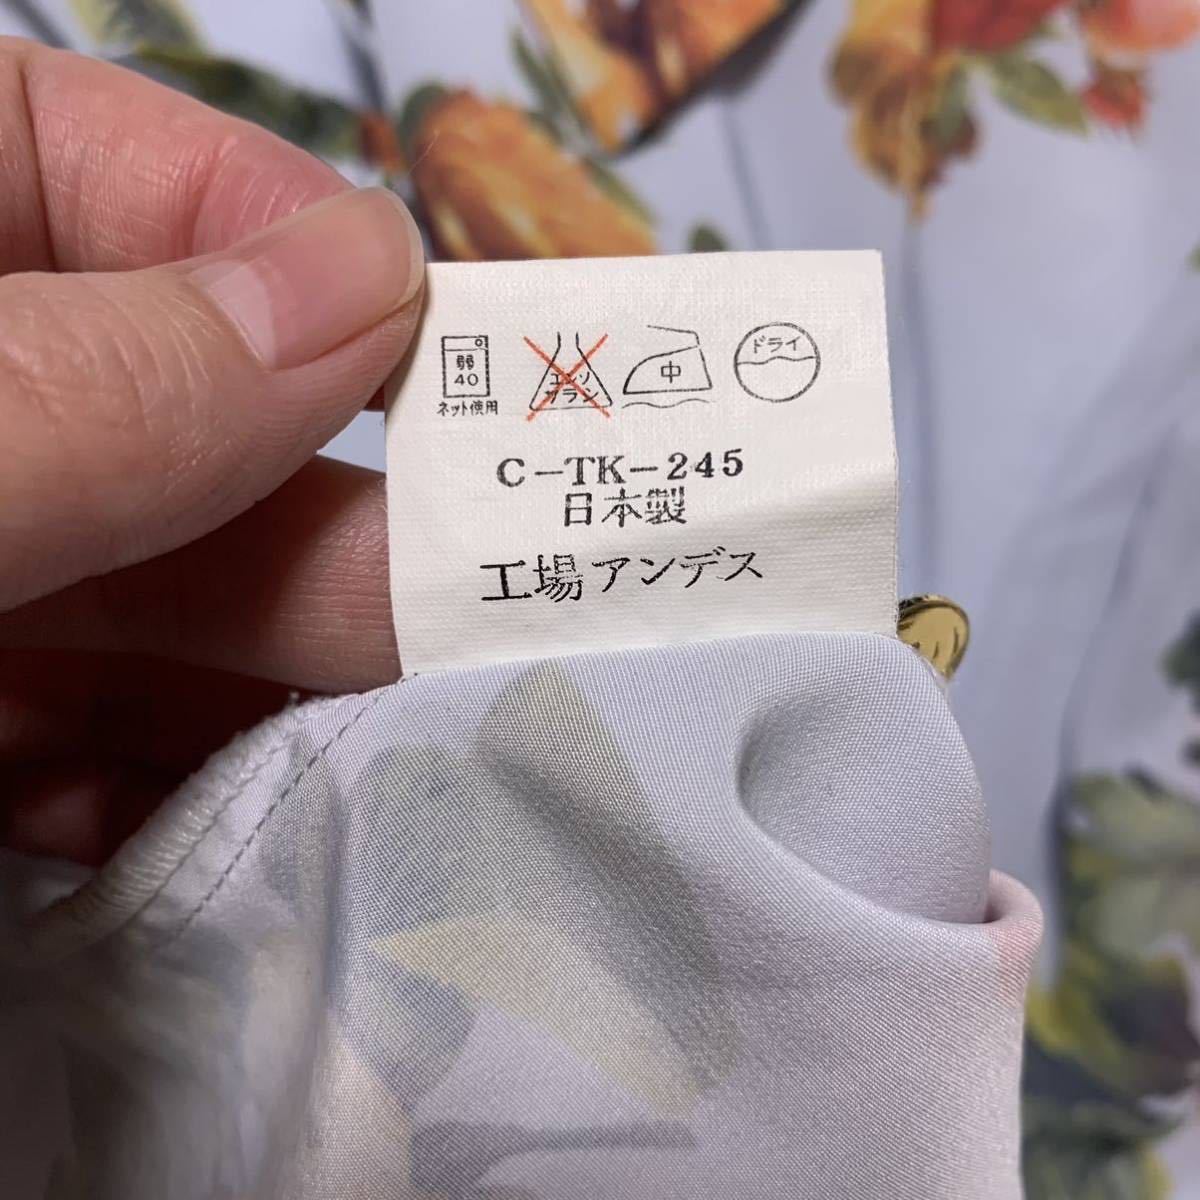 弱
40
ネット使用
エンソ
サラシ
中
ドライ
C-TK-245
日本製
工場アンデス